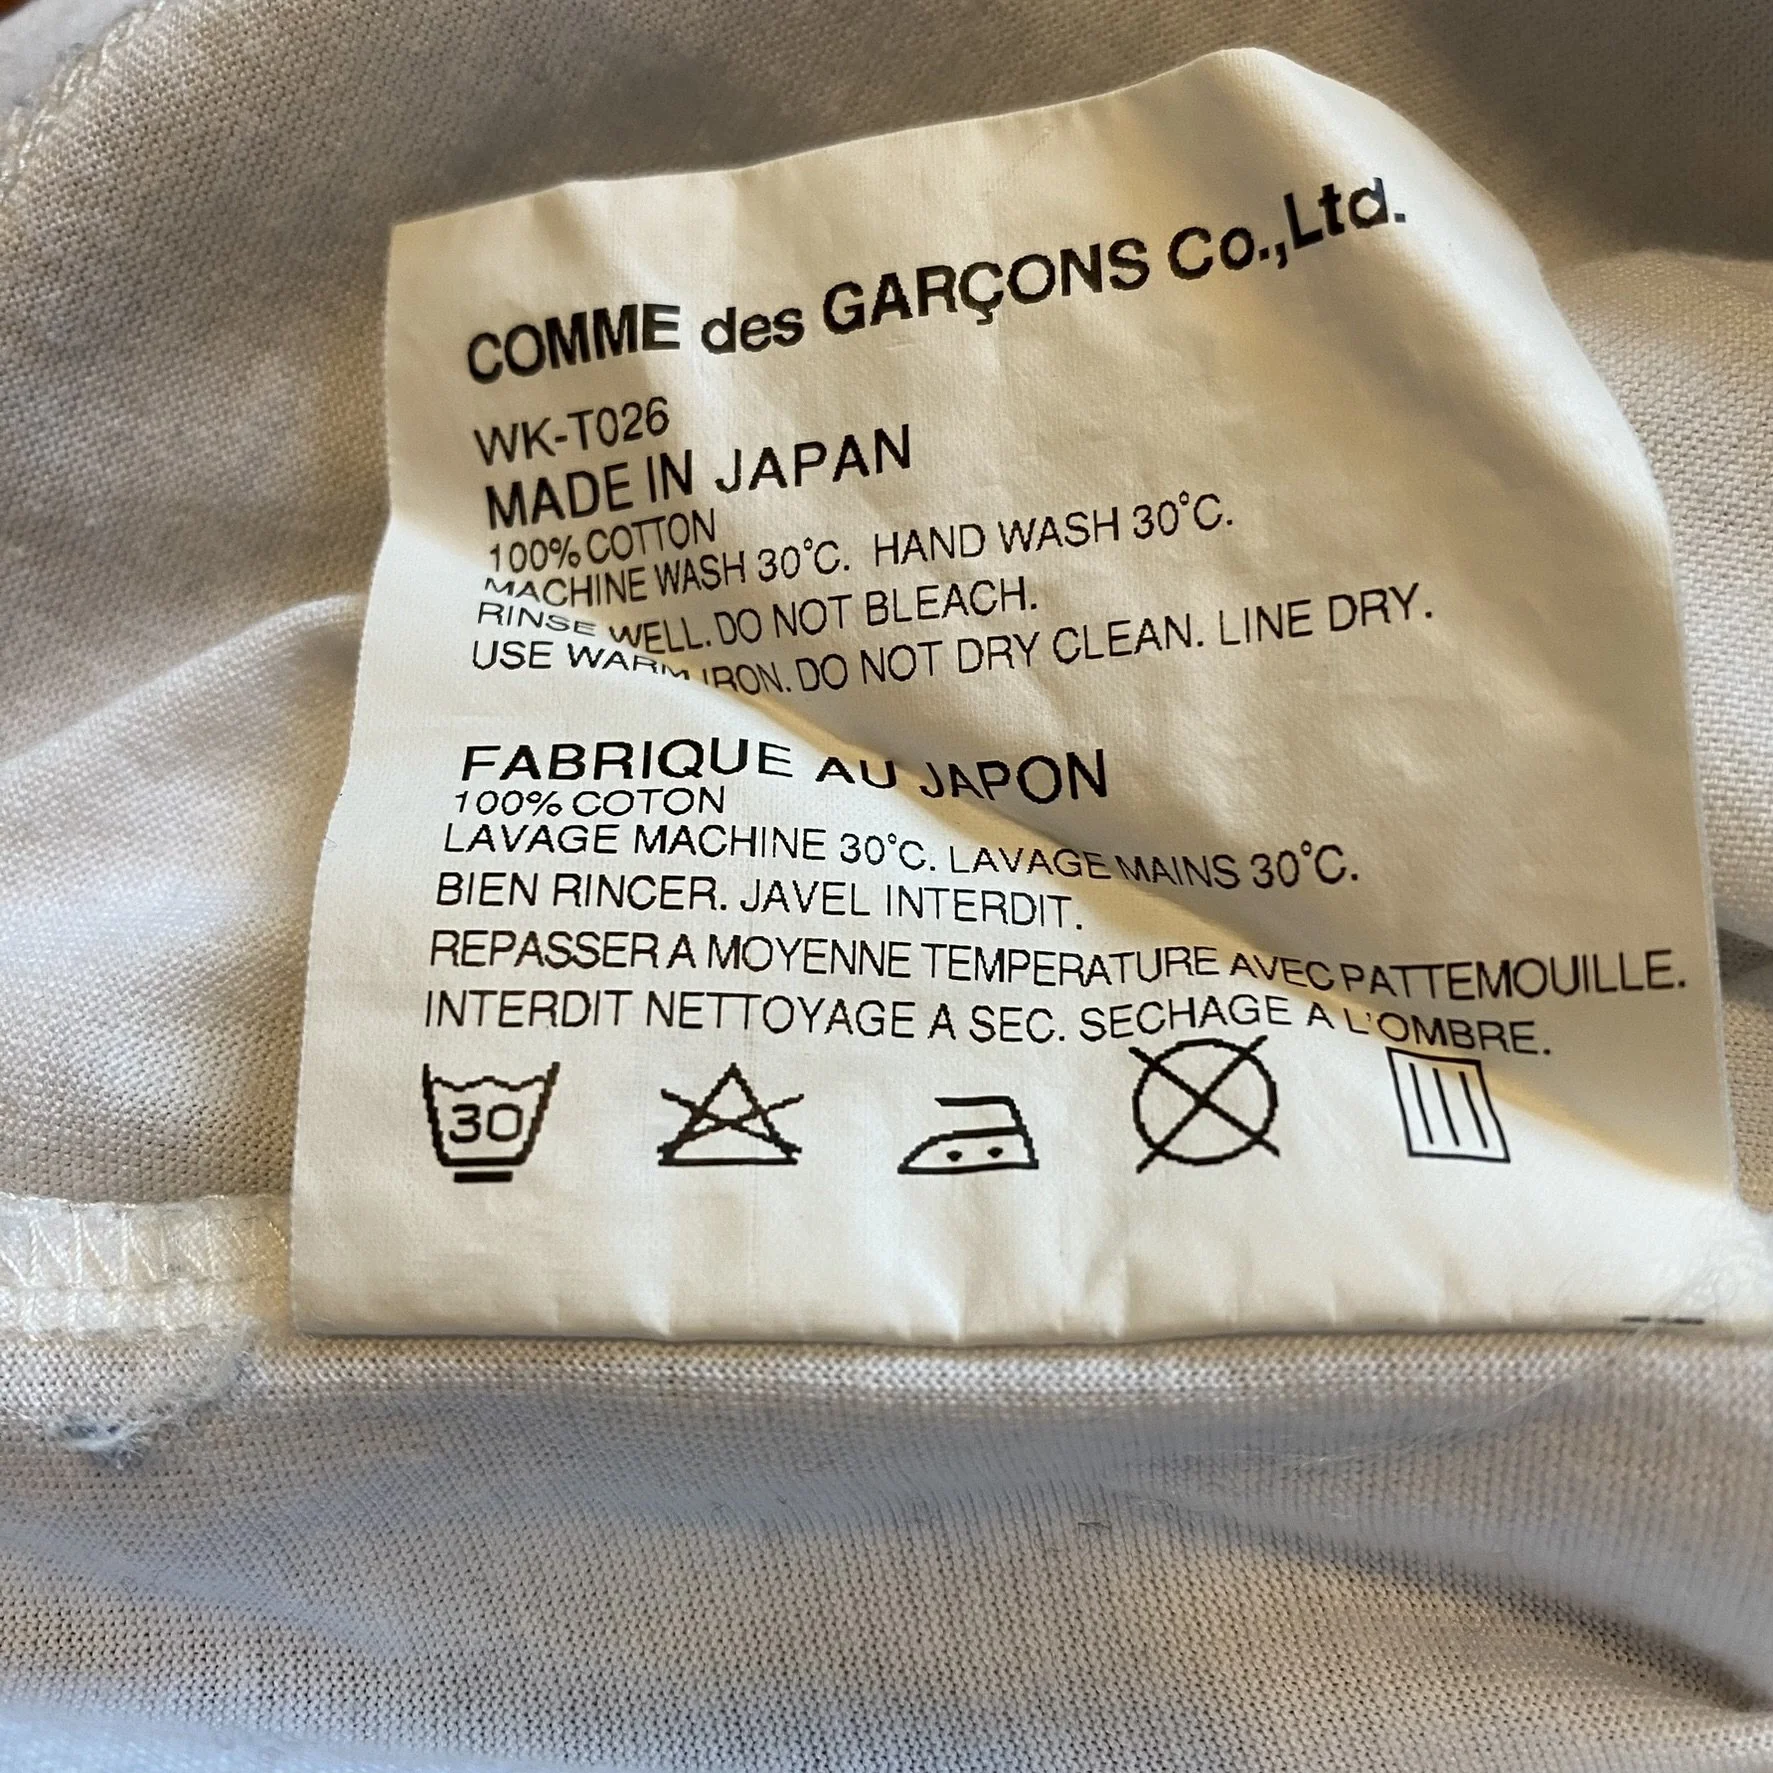 COMME des GARÇONS Co.,Ltd.
WK-T026
MADE IN JAPAN
100% COTTON
MACHINE WASH 30°C. HAND WASH 30°C.
RINSE WELL. DO NOT BLEACH.
USE WARM IRON. DO NOT DRY CLEAN. LINE DRY.
FABRIQUE AU JAPON
100% COTON
LAVAGE MACHINE 30°C. LAVAGE MAINS 30°C.
BIEN RINCER. JAVEL INTERDIT.
REPASSER A MOYENNE TEMPERATURE AVEC PATTEMOUILLE.
INTERDIT NETTOYAGE A SEC. SECHAGE A L'OMBRE.
30